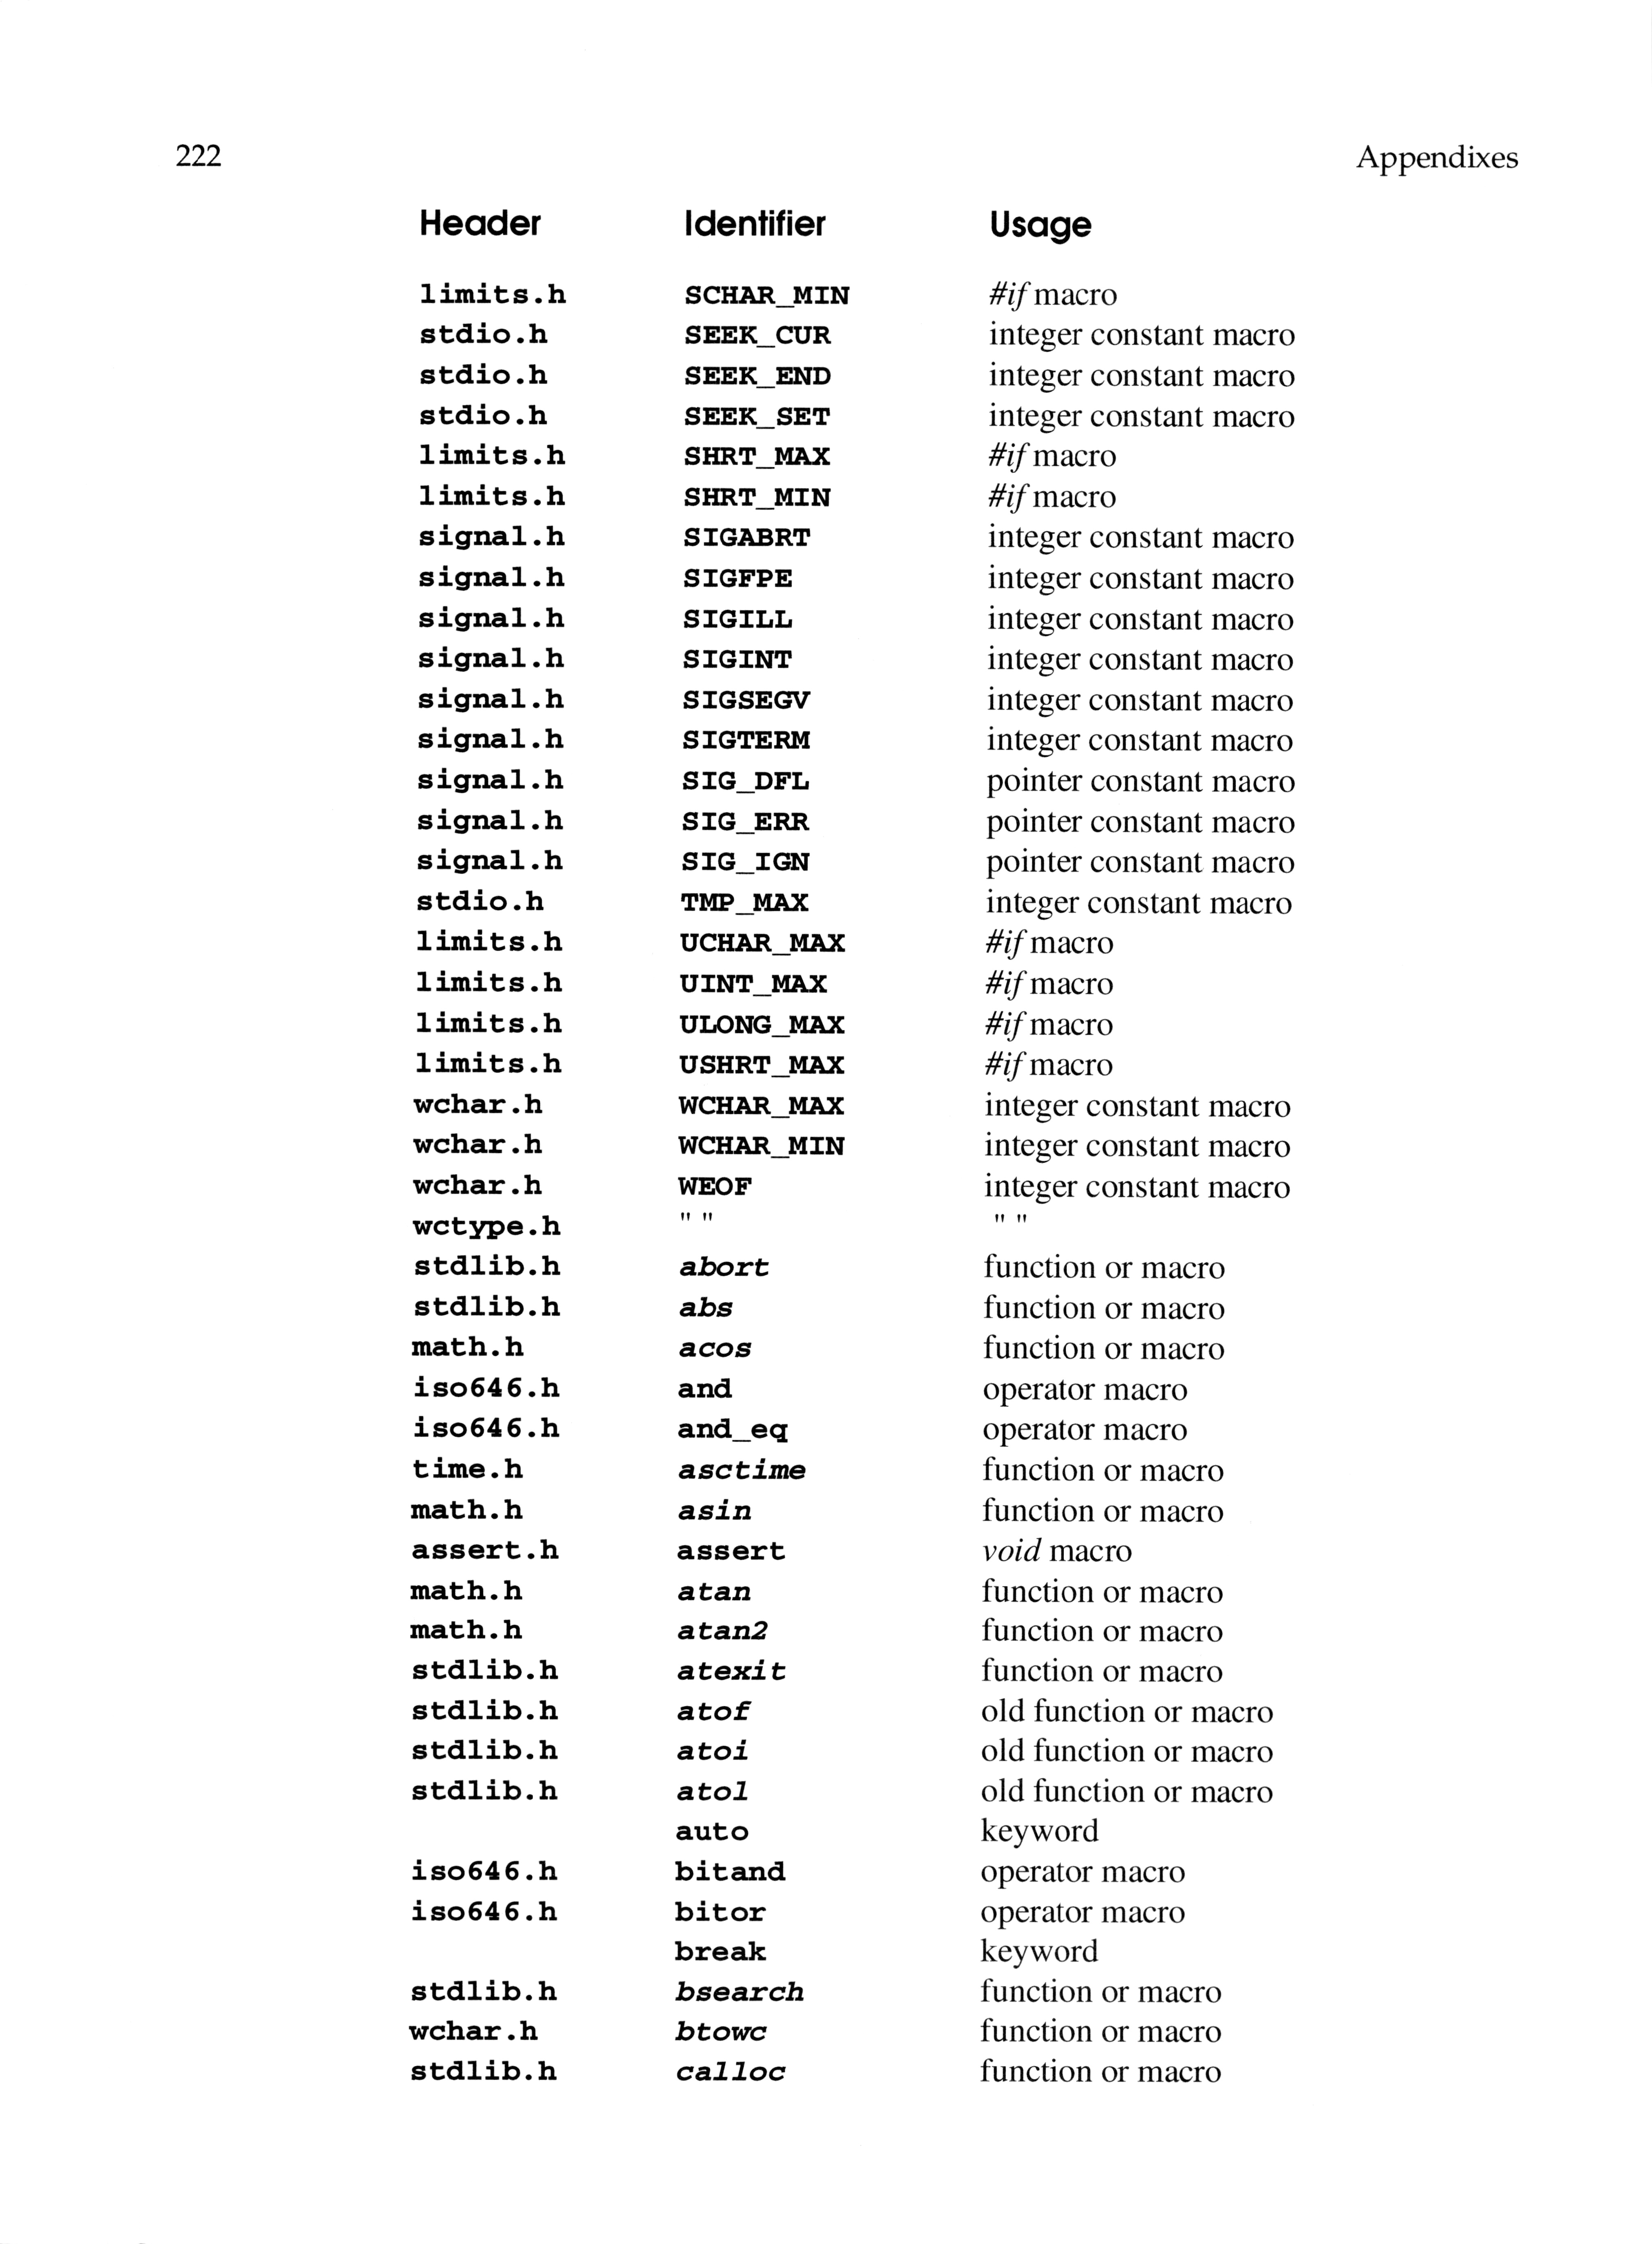 222 Appendixes
Header Identifier Usage
limits.h SCHAR_MIN #if macro
stdio.h SEEK_CUR integer constant macro
stdio.h SEEK_END integer constant macro
stdio.h SEEK_SET integer constant macro
limits.h SHRT_MAX #if macro
limits.h SHRT_MIN #if macro
signal.h SIGABRT integer constant macro
signal.h SIGFPE integer constant macro
signal.h SIGILL integer constant macro
signal.h SIGINT integer constant macro
signal.h SIGSEGV integer constant macro
signal.h SIGTERM integer constant macro
signal.h SIG_DFL pointer constant macro
signal.h SIG_ERR pointer constant macro
signal.h SIG_IGN pointer constant macro
stdio.h TMP_MAX integer constant macro
limits.h UCHAR_MAX #if macro
limits.h UINT_MAX #if macro
limits.h ULONG_MAX #if macro
limits.h USHRT_MAX #if macro
wchar.h WCHAR_MAX integer constant macro
wchar.h WCHAR_MIN integer constant macro
wchar.h WEOF integer constant macro
wctype.h " " " "
stdlib.h abort function or macro
stdlib.h abs function or macro
math.h acos function or macro
iso646.h and operator macro
iso646.h and_eq operator macro
time.h asctime function or macro
math.h asin function or macro
assert.h assert void macro
math.h atan function or macro
math.h atan2 function or macro
stdlib.h atexit function or macro
stdlib.h atof old function or macro
stdlib.h atoi old function or macro
stdlib.h atol old function or macro
auto keyword
iso646.h bitand operator macro
iso646.h bitor operator macro
break keyword
stdlib.h bsearch function or macro
wchar.h btowc function or macro
stdlib.h calloc function or macro